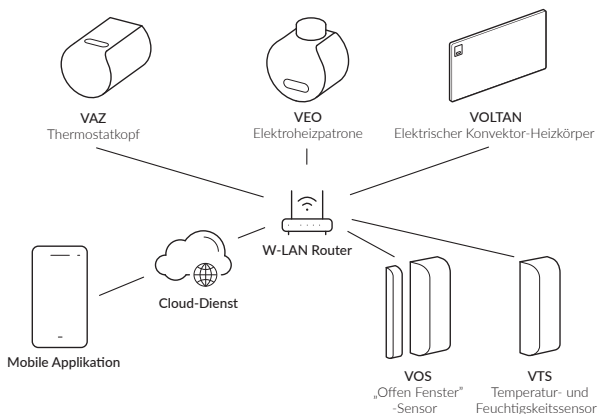 VAZ
Thermostatkopf
VEO
Elektroheizpatrone
VOLTAN
Elektrischer Konvektor-Heizkörper
W-LAN Router
Cloud-Dienst
Mobile Applikation
VOS
„Offen Fenster”
-Sensor
VTS
Temperatur- und
Feuchtigkeitssensor